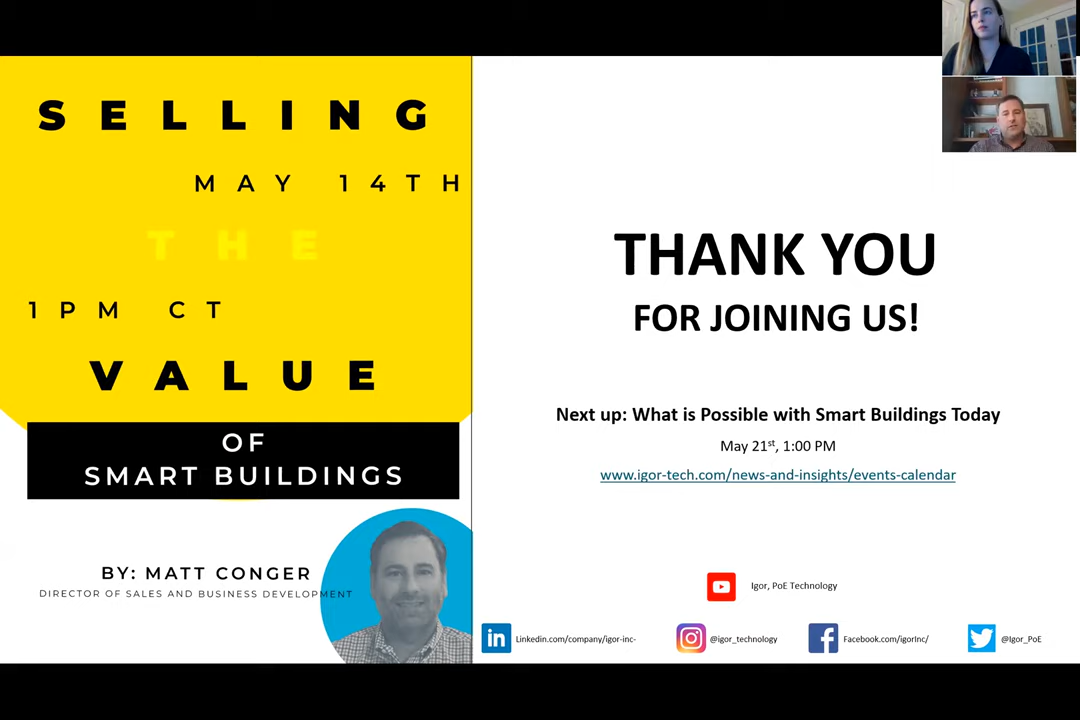 SELLING
MAY 14TH
THE
1PM CT
VALUE
OF
SMART BUILDINGS
BY: MATT CONGER
DIRECTOR OF SALES AND BUSINESS DEVELOPMENT
THANK YOU
FOR JOINING US!
Next up: What is Possible with Smart Buildings Today
May 21st, 1:00 PM
www.igor-tech.com/news-and-insights/events-calendar
Igor, PoE Technology
in Linkedin.com/company/igor-inc-
@igor_technology
f Facebook.com/igorInc/
@Igor_PoE